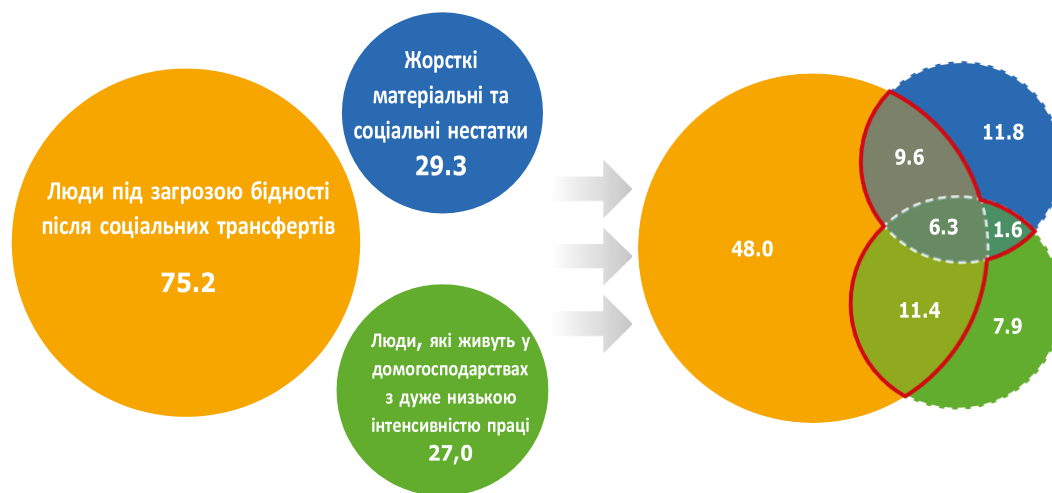 Жорсткі
матеріальні та
соціальні нестатки
29.3
Люди під загрозою бідності
після соціальних трансфертів
75.2
Люди, які живуть у
домогосподарствах
з дуже низькою
інтенсивністю праці
27,0
11.8
9.6
6.3
1.6
48.0
11.4
7.9